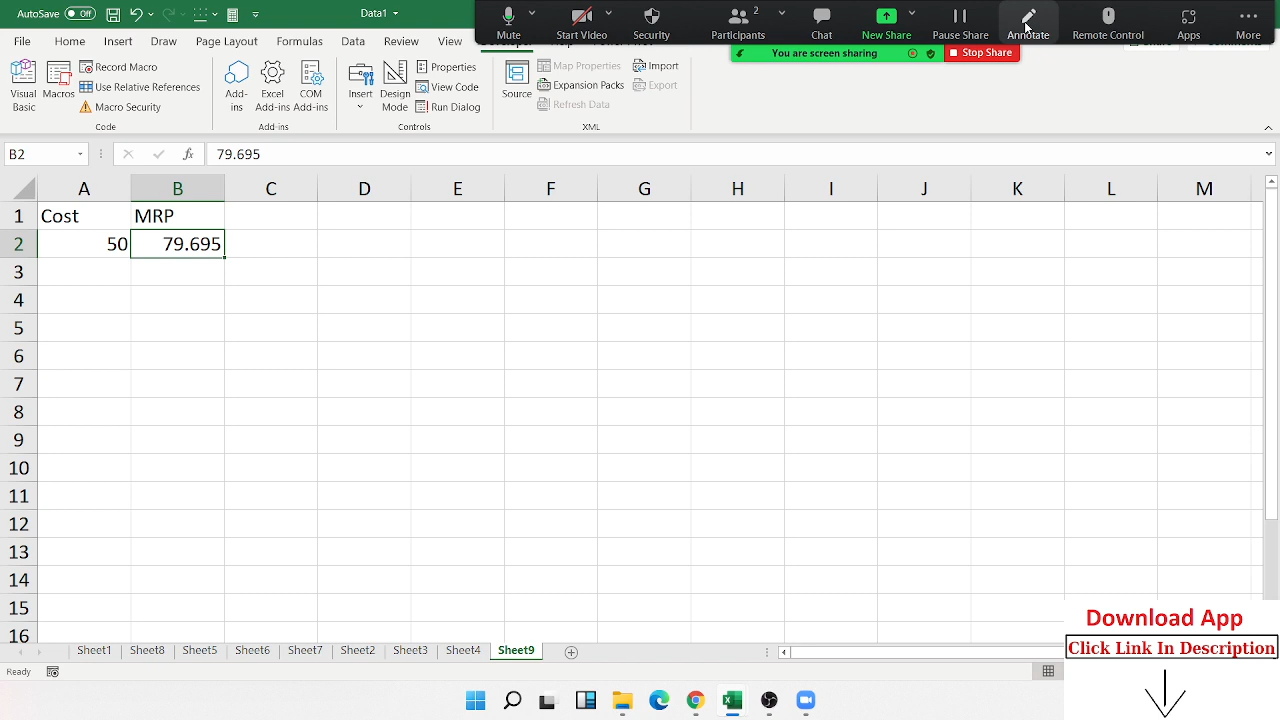 AutoSave Off
Data1
Mute
Start Video
Security
Participants
2
Chat
New Share
Pause Share
Annotate
Remote Control
Apps
More
You are screen sharing
Stop Share
File
Home
Insert
Draw
Page Layout
Formulas
Data
Review
View
Visual Basic
Macros
Use Relative References
Macro Security
Code
Add-ins
Excel Add-ins
COM Add-ins
Add-ins
Insert
Design Mode
Properties
View Code
Run Dialog
Controls
Source
Map Properties
Expansion Packs
Refresh Data
Import
Export
XML
B2
fx
79.695
A B C D E F G H I J K L M
1 Cost MRP
2 50 79.695
3
4
5
6
7
8
9
10
11
12
13
14
15
16
Download App
Click Link In Description
Sheet1 Sheet8 Sheet5 Sheet6 Sheet7 Sheet2 Sheet3 Sheet4 Sheet9
Ready